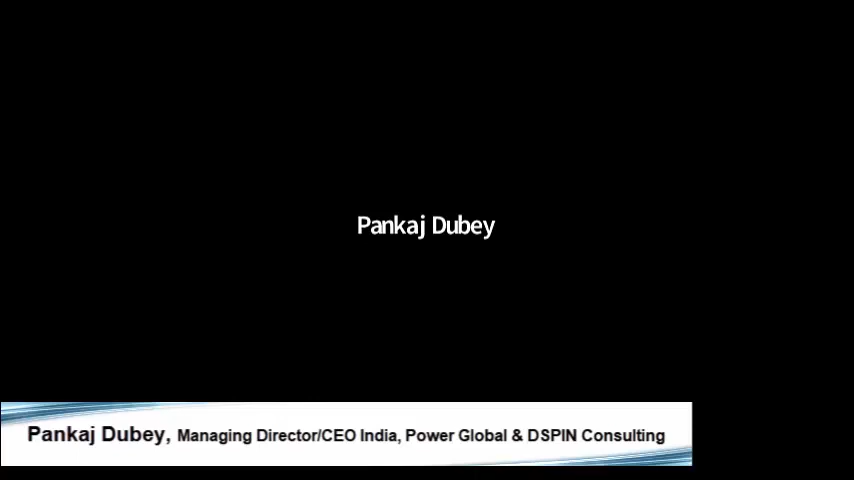 Pankaj Dubey
Pankaj Dubey, Managing Director/CEO India, Power Global & DSPIN Consulting